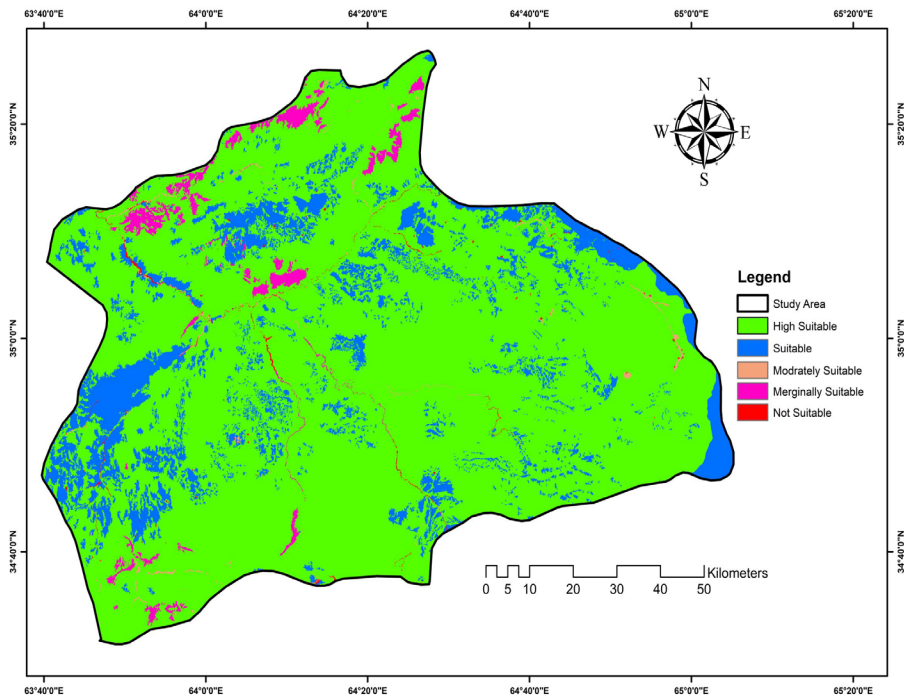 63°40'0"E 64°0'0"E 64°20'0"E 64°40'0"E 65°0'0"E 65°20'0"E
35°20'0"N 35°20'0"N
N
W E
S
Legend
Study Area
High Suitable
Suitable
Modrately Suitable
Merginally Suitable
Not Suitable
35°0'0"N 35°0'0"N
34°40'0"N 34°40'0"N
Kilometers
0 5 10 20 30 40 50
63°40'0"E 64°0'0"E 64°20'0"E 64°40'0"E 65°0'0"E 65°20'0"E